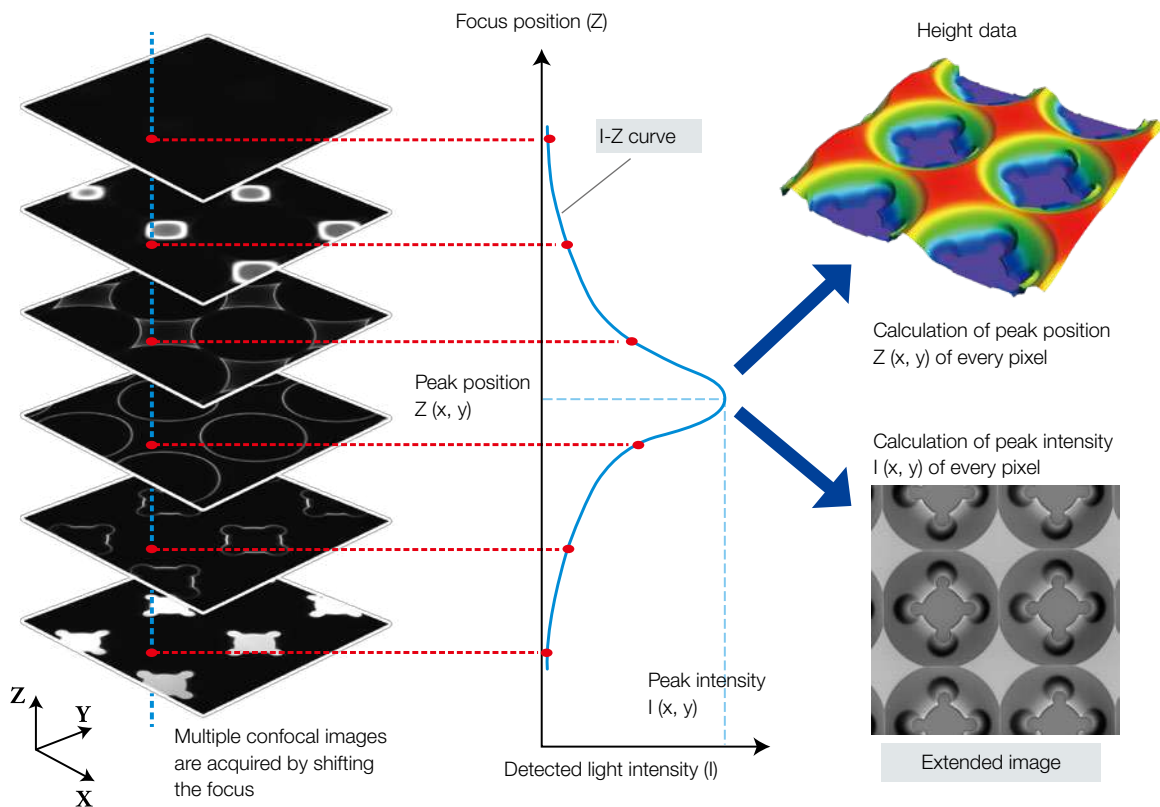 Focus position (Z)
Height data
I-Z curve
Calculation of peak position
Z (x, y) of every pixel
Peak position
Z (x, y)
Calculation of peak intensity
I (x, y) of every pixel
Peak intensity
I (x, y)
Z
Y
X
Multiple confocal images
are acquired by shifting
the focus
Detected light intensity (I)
Extended image